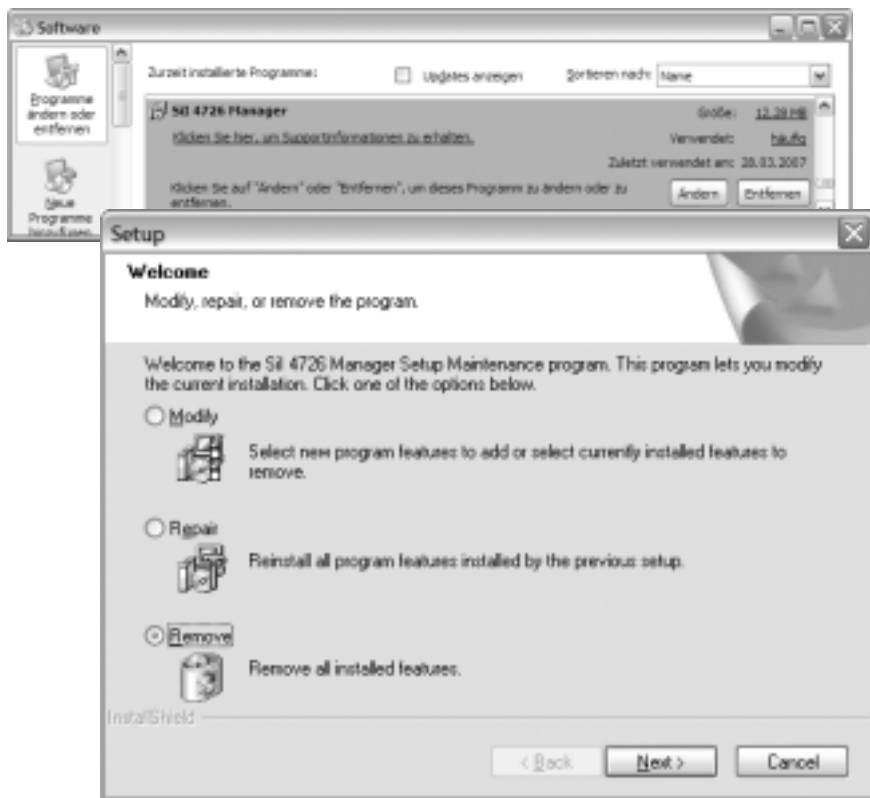 Software
Programme
ändern oder
entfernen
Neue
Programme
hinzufügen
Zurzeit installierte Programme:
Updates anzeigen
Sortieren nach: Name
SiI 4726 Manager
Größe: 12,28 MB
Klicken Sie hier, um Supportinformationen zu erhalten.
Verwendet: häufig
Zuletzt verwendet am: 28.03.2007
Klicken Sie auf "Ändern" oder "Entfernen", um dieses Programm zu ändern oder zu
entfernen.
Ändern
Entfernen
Setup
Welcome
Modify, repair, or remove the program.
Welcome to the SiI 4726 Manager Setup Maintenance program. This program lets you modify
the current installation. Click one of the options below.
Modify
Select new program features to add or select currently installed features to
remove.
Repair
Reinstall all program features installed by the previous setup.
Remove
Remove all installed features.
InstallShield
< Back
Next >
Cancel